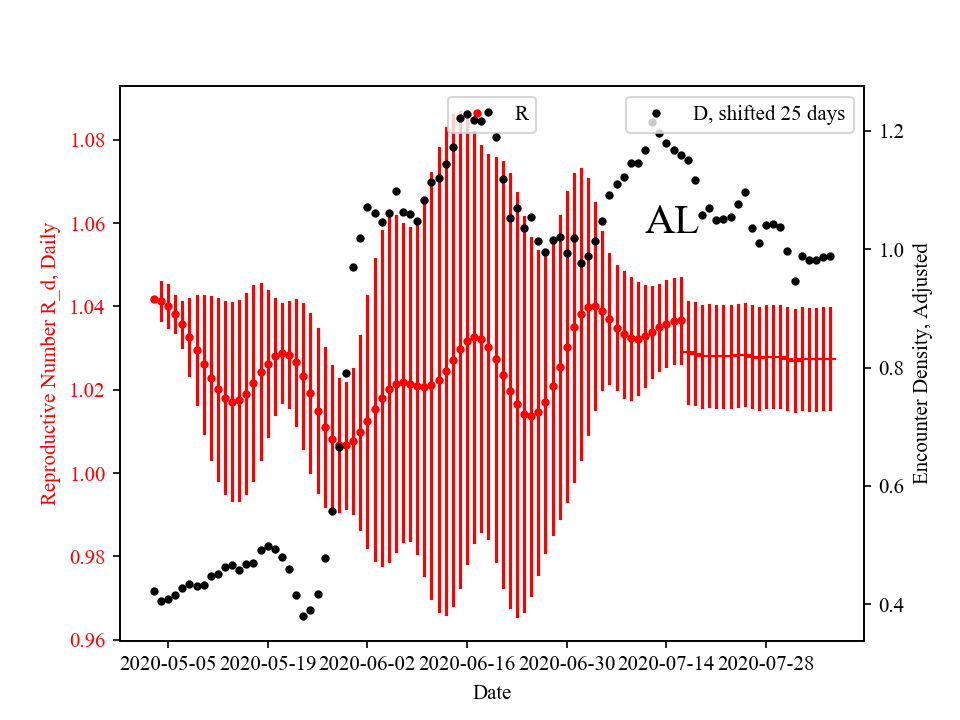 R
D, shifted 25 days
1.08
1.06
1.04
1.02
1.00
0.98
0.96
Reproductive Number R_d, Daily
AL
1.2
1.0
0.8
0.6
0.4
Encounter Density, Adjusted
2020-05-05 2020-05-19 2020-06-02 2020-06-16 2020-06-30 2020-07-14 2020-07-28
Date